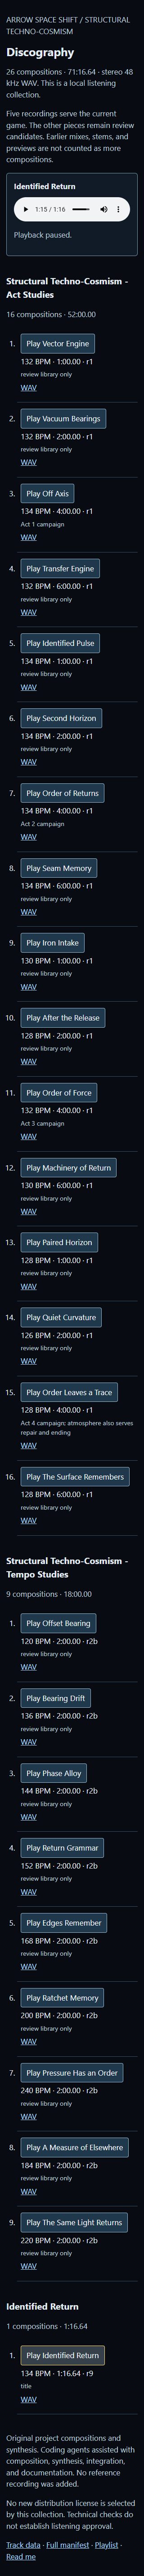 ARROW SPACE SHIFT / STRUCTURAL
TECHNO-COSMISM
Discography
26 compositions · 71:16.64 · stereo 48
kHz WAV. This is a local listening
collection.
Five recordings serve the current
game. The other pieces remain review
candidates. Earlier mixes, stems, and
previews are not counted as more
compositions.
Identified Return
1:15 / 1:16
Playback paused.
Structural Techno-Cosmism -
Act Studies
16 compositions · 52:00.00
1. Play Vector Engine
132 BPM · 1:00.00 · r1
review library only
WAV
2. Play Vacuum Bearings
132 BPM · 2:00.00 · r1
review library only
WAV
3. Play Off Axis
134 BPM · 4:00.00 · r1
Act 1 campaign
WAV
4. Play Transfer Engine
132 BPM · 6:00.00 · r1
review library only
WAV
5. Play Identified Pulse
134 BPM · 1:00.00 · r1
review library only
WAV
6. Play Second Horizon
134 BPM · 2:00.00 · r1
review library only
WAV
7. Play Order of Returns
134 BPM · 4:00.00 · r1
Act 2 campaign
WAV
8. Play Seam Memory
134 BPM · 6:00.00 · r1
review library only
WAV
9. Play Iron Intake
130 BPM · 1:00.00 · r1
review library only
WAV
10. Play After the Release
128 BPM · 2:00.00 · r1
review library only
WAV
11. Play Order of Force
132 BPM · 4:00.00 · r1
Act 3 campaign
WAV
12. Play Machinery of Return
130 BPM · 6:00.00 · r1
review library only
WAV
13. Play Paired Horizon
128 BPM · 1:00.00 · r1
review library only
WAV
14. Play Quiet Curvature
126 BPM · 2:00.00 · r1
review library only
WAV
15. Play Order Leaves a Trace
128 BPM · 4:00.00 · r1
Act 4 campaign; atmosphere also serves
repair and ending
WAV
16. Play The Surface Remembers
128 BPM · 6:00.00 · r1
review library only
WAV
Structural Techno-Cosmism -
Tempo Studies
9 compositions · 18:00.00
1. Play Offset Bearing
120 BPM · 2:00.00 · r2b
review library only
WAV
2. Play Bearing Drift
136 BPM · 2:00.00 · r2b
review library only
WAV
3. Play Phase Alloy
144 BPM · 2:00.00 · r2b
review library only
WAV
4. Play Return Grammar
152 BPM · 2:00.00 · r2b
review library only
WAV
5. Play Edges Remember
168 BPM · 2:00.00 · r2b
review library only
WAV
6. Play Ratchet Memory
200 BPM · 2:00.00 · r2b
review library only
WAV
7. Play Pressure Has an Order
240 BPM · 2:00.00 · r2b
review library only
WAV
8. Play A Measure of Elsewhere
184 BPM · 2:00.00 · r2b
review library only
WAV
9. Play The Same Light Returns
220 BPM · 2:00.00 · r2b
review library only
WAV
Identified Return
1 compositions · 1:16.64
1. Play Identified Return
134 BPM · 1:16.64 · r9
title
WAV
Original project compositions and
synthesis. Coding agents assisted with
composition, synthesis, integration,
and documentation. No reference
recording was added.
No new distribution license is selected
by this collection. Technical checks do
not establish listening approval.
Track data · Full manifest · Playlist ·
Read me